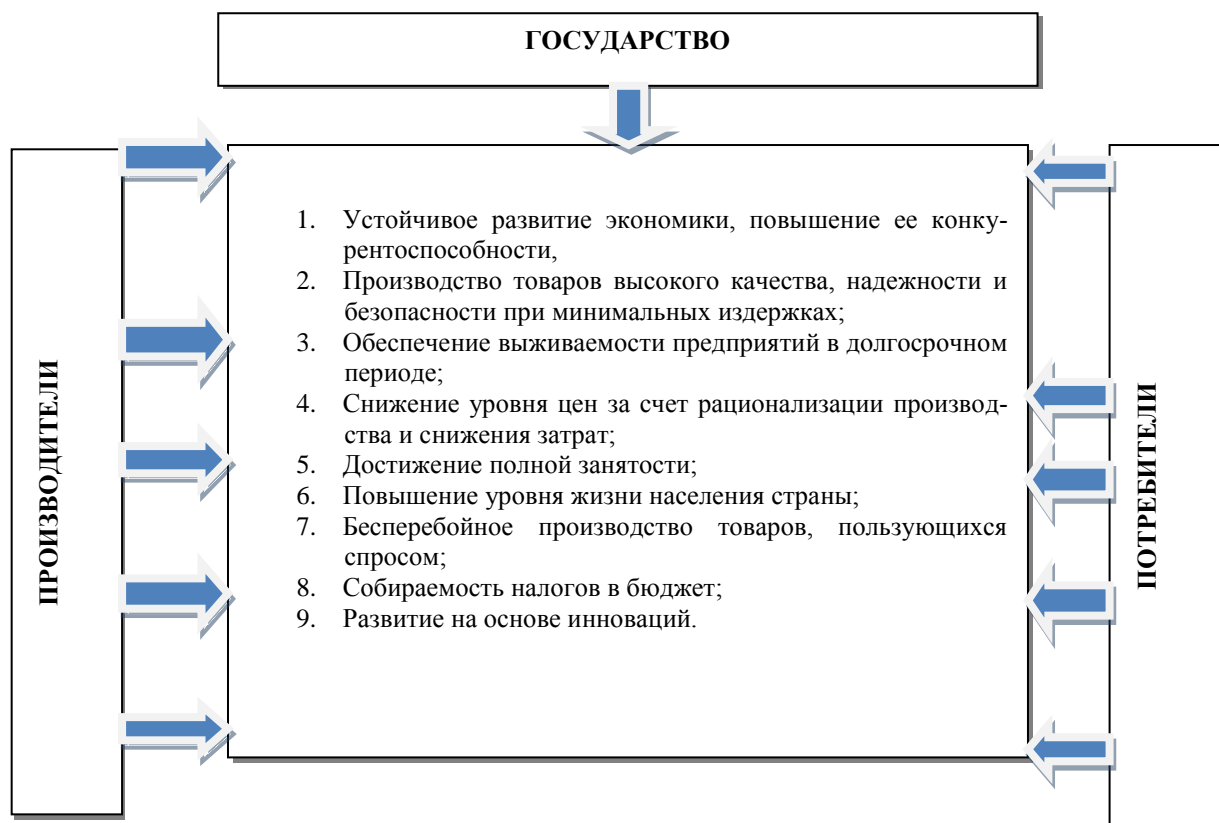 ГОСУДАРСТВО
ПРОИЗВОДИТЕЛИ
1. Устойчивое развитие экономики, повышение ее конку-
рентоспособности,
2. Производство товаров высокого качества, надежности и
безопасности при минимальных издержках;
3. Обеспечение выживаемости предприятий в долгосрочном
периоде;
4. Снижение уровня цен за счет рационализации производ-
ства и снижения затрат;
5. Достижение полной занятости;
6. Повышение уровня жизни населения страны;
7. Бесперебойное производство товаров, пользующихся
спросом;
8. Собираемость налогов в бюджет;
9. Развитие на основе инноваций.
ПОТРЕБИТЕЛИ